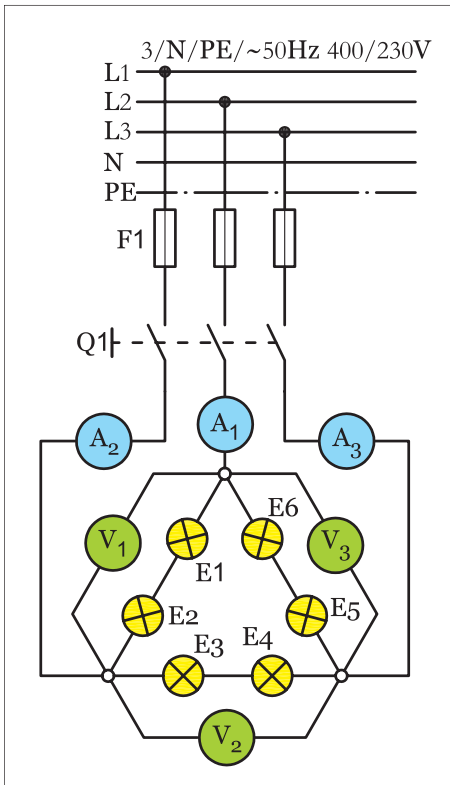 3/N/PE/~50Hz 400/230V
L1
L2
L3
N
PE
F1
Q1
A1
A2
A3
E6
V1
V3
E1
E2
E5
E3
E4
V2